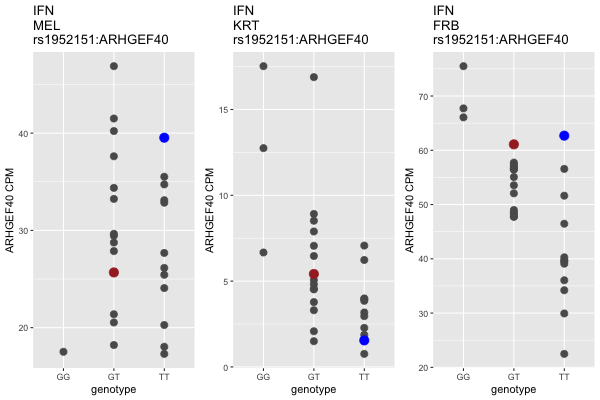 IFN
MEL
rs1952151:ARHGEF40
ARHGEF40 CPM
40
30
20
GG
GT
TT
genotype
IFN
KRT
rs1952151:ARHGEF40
ARHGEF40 CPM
15
10
5
0
GG
GT
TT
genotype
IFN
FRB
rs1952151:ARHGEF40
ARHGEF40 CPM
70
60
50
40
30
20
GG
GT
TT
genotype